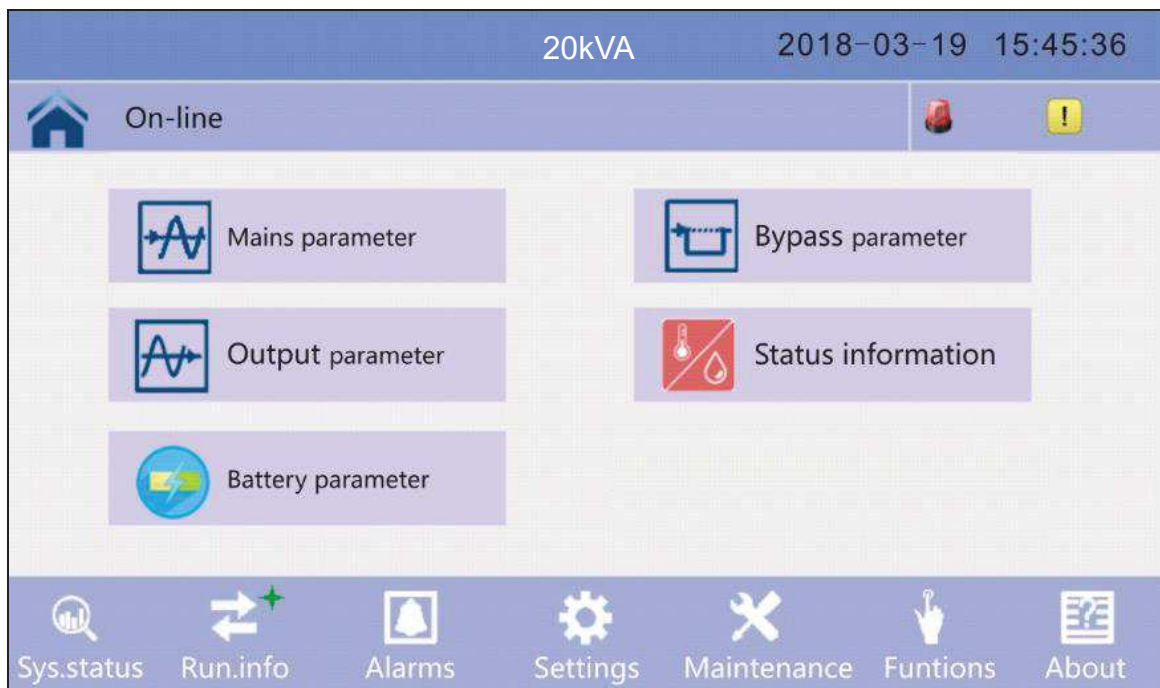 20kVA 2018-03-19 15:45:36
On-line !
Mains parameter Bypass parameter
Output parameter Status information
Battery parameter
Sys.status Run.info Alarms Settings Maintenance Funtions About